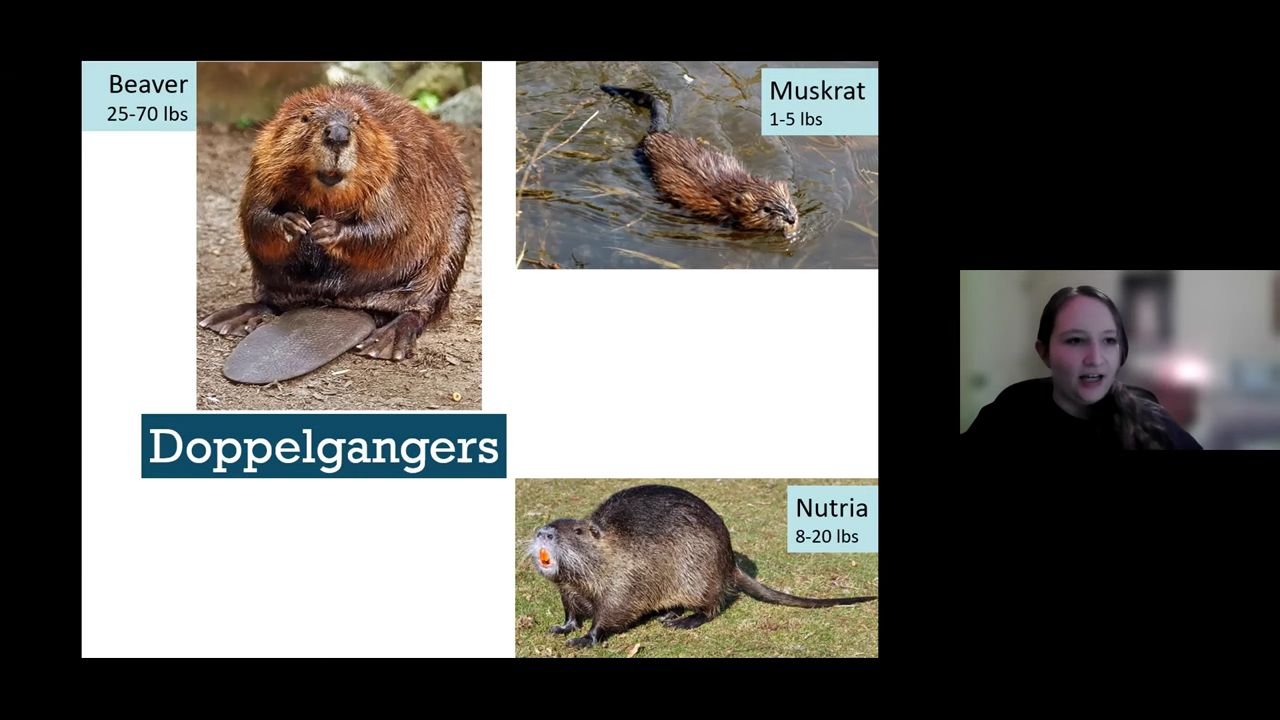 Beaver
25-70 lbs
Muskrat
1-5 lbs
Doppelgangers
Nutria
8-20 lbs